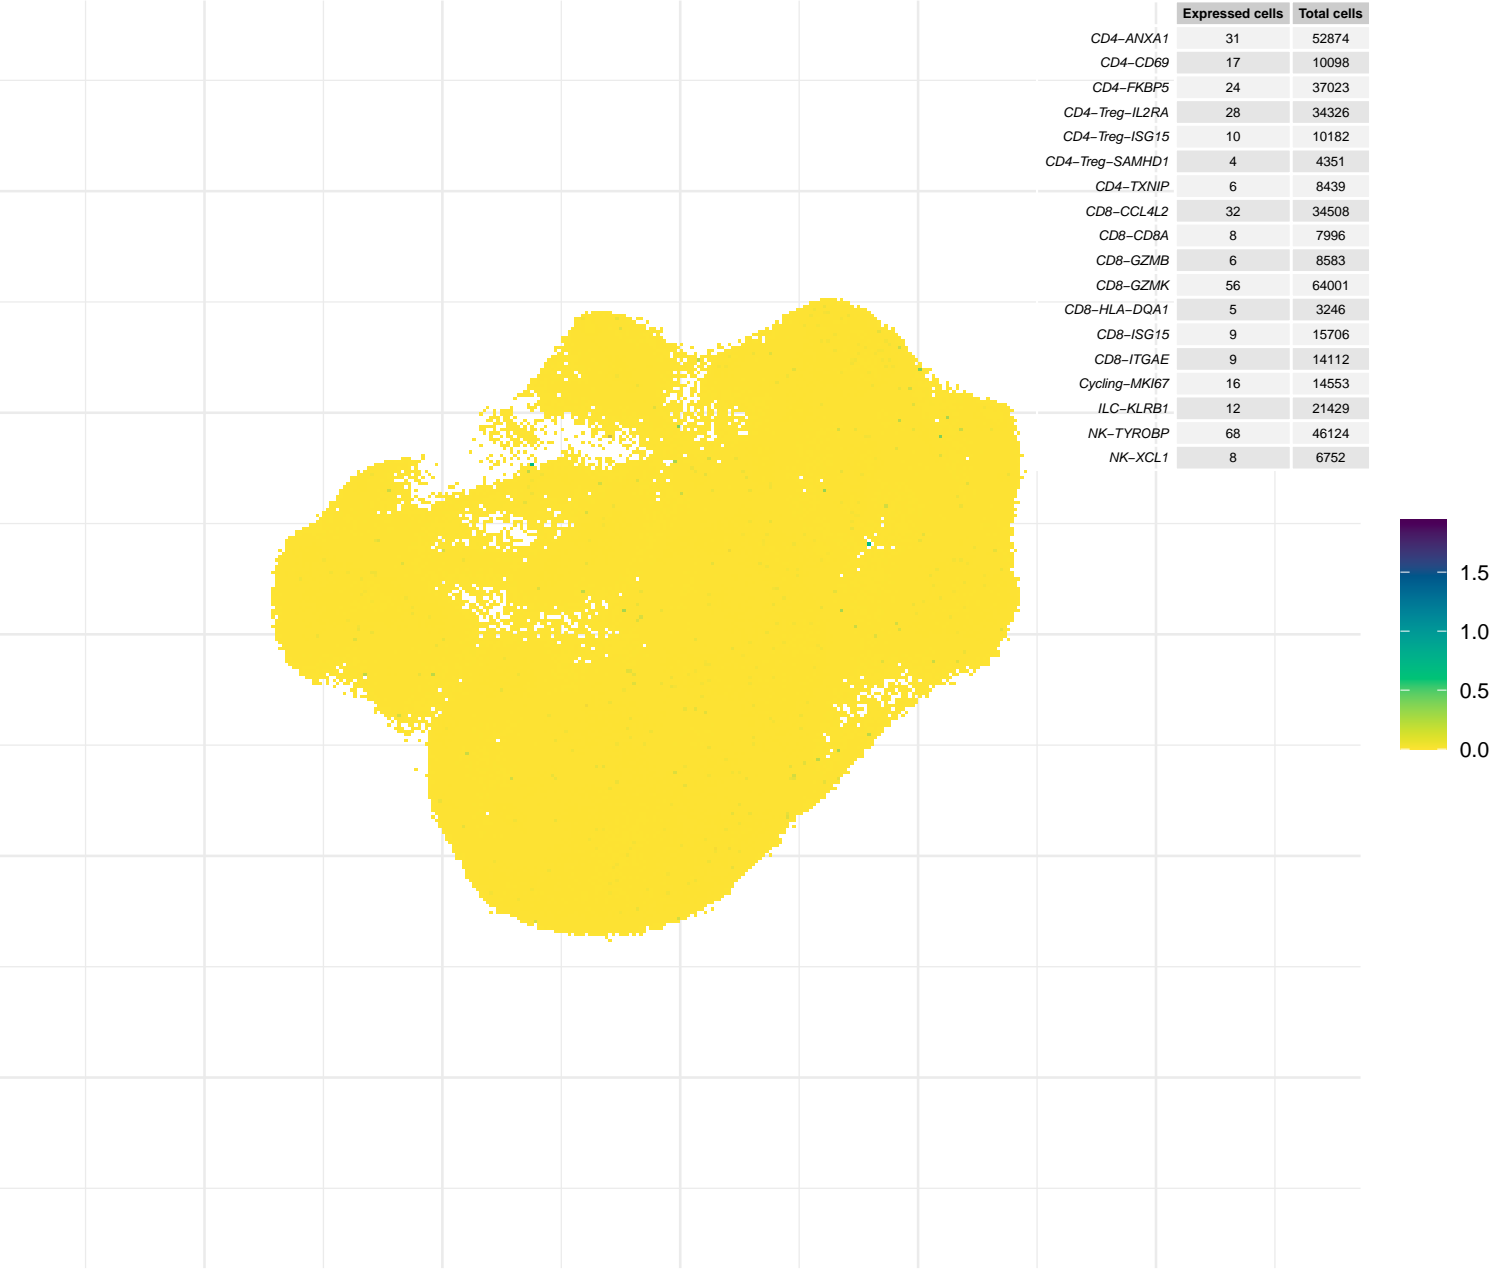 Expressed cells Total cells
CD4−ANXA1 31 52874
CD4−CD69 17 10098
CD4−FKBP5 24 37023
CD4−Treg−IL2RA 28 34326
CD4−Treg−ISG15 10 10182
CD4−Treg−SAMHD1 4 4351
CD4−TXNIP 6 8439
CD8−CCL4L2 32 34508
CD8−CD8A 8 7996
CD8−GZMB 6 8583
CD8−GZMK 56 64001
CD8−HLA−DQA1 5 3246
CD8−ISG15 9 15706
CD8−ITGAE 9 14112
Cycling−MKI67 16 14553
ILC−KLRB1 12 21429
NK−TYROBP 68 46124
NK−XCL1 8 6752
1.5
1.0
0.5
0.0